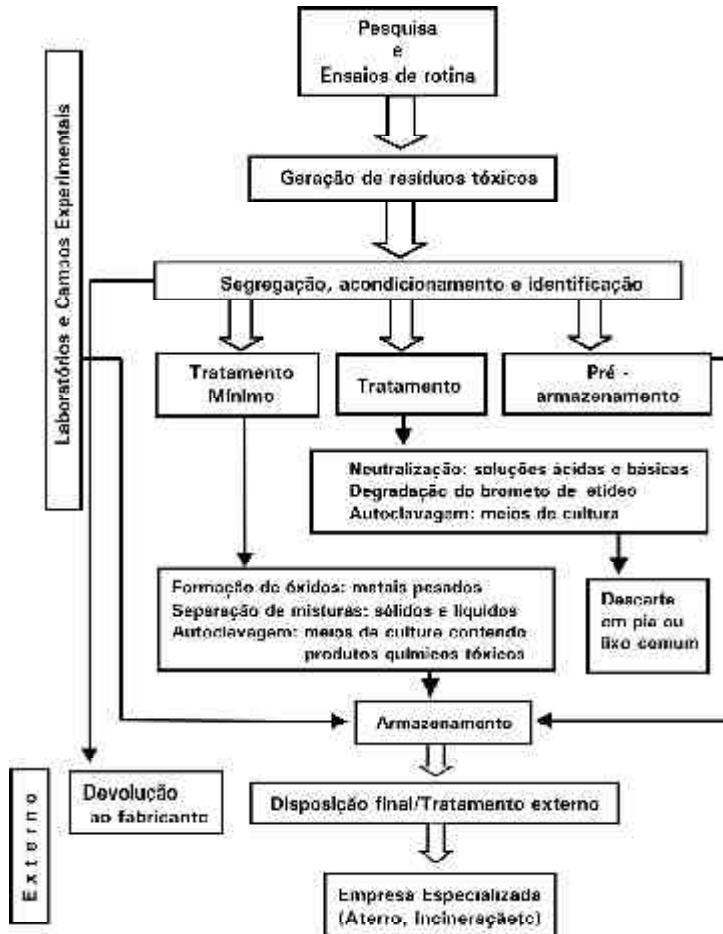 Pesquisa
e
Ensaios de rotina
Laboratórios e Campos Experimentais
Geração de resíduos tóxicos
Segregação, acondicionamento e identificação
Tratamento
Mínimo
Tratamento
Pré -
armazenamento
Neutralização: soluções ácidas e básicas
Degradação do brometo de etídeo
Autoclavagem: meios de cultura
Formação de óxidos: metais pesados
Separação de misturas: sólidos e líquidos
Autoclavagem: meios de cultura contendo
produtos químicos tóxicos
Descarte
em pia ou
lixo comum
Armazenamento
Externo
Devolução
ao fabricante
Disposição final/Tratamento externo
Empresa Especializada
(Aterro, Incineraçãetc)